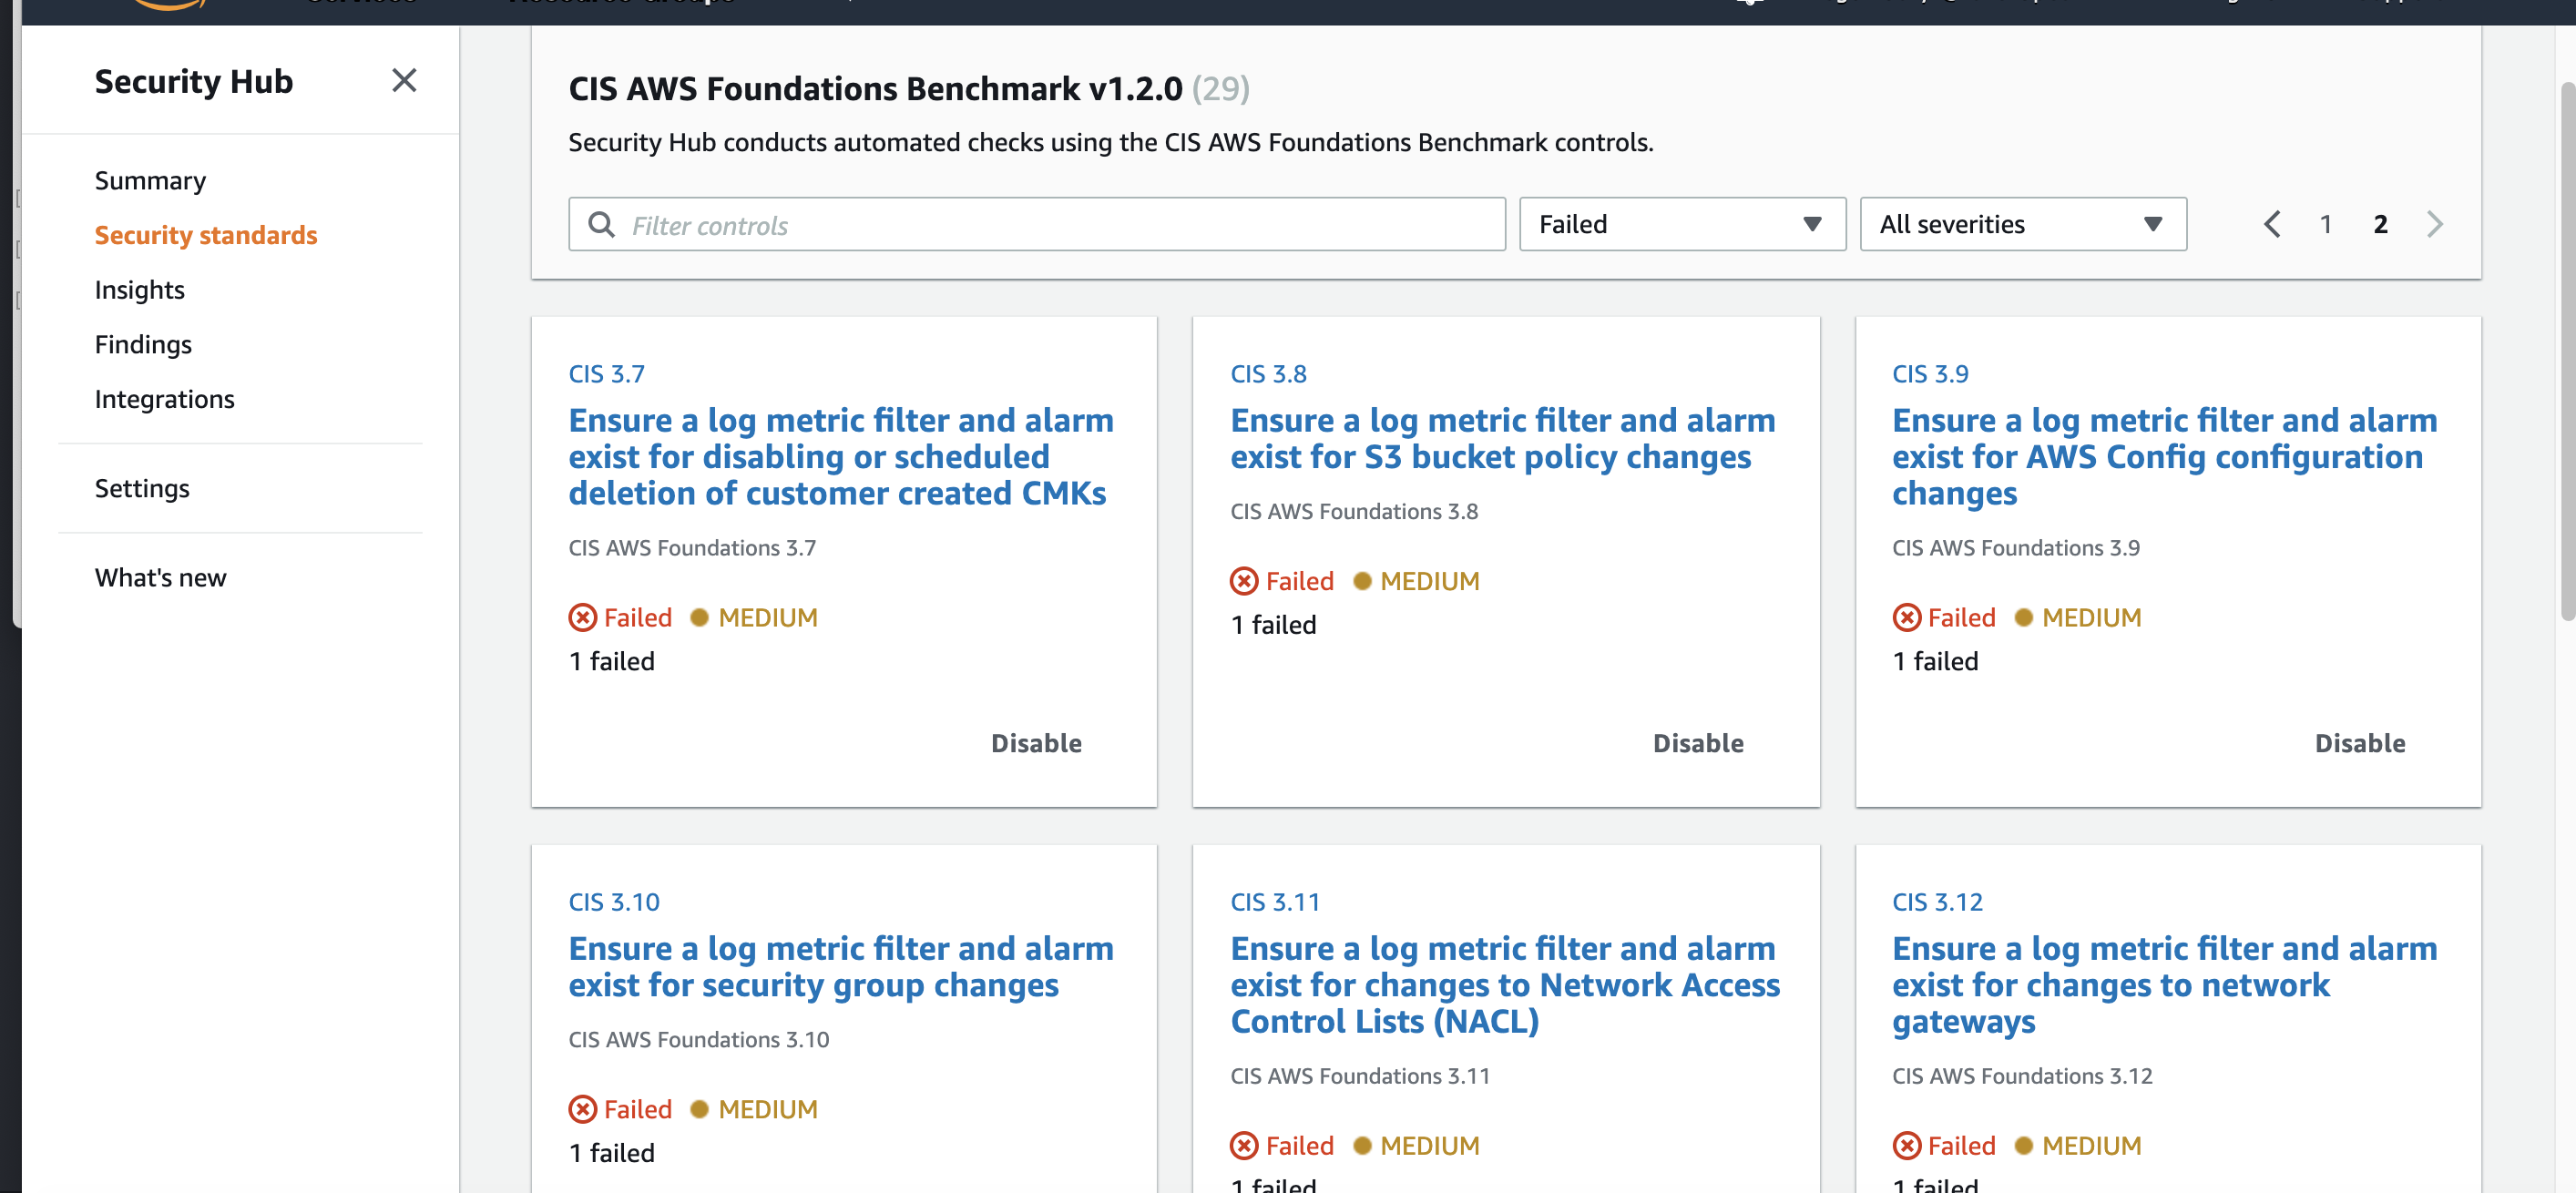 Services
Resource Groups
Security Hub
Summary
Security standards
Insights
Findings
Integrations
Settings
What's new
CIS AWS Foundations Benchmark v1.2.0 (29)
Security Hub conducts automated checks using the CIS AWS Foundations Benchmark controls.
Filter controls
Failed
All severities
1
2
CIS 3.7
Ensure a log metric filter and alarm
exist for disabling or scheduled
deletion of customer created CMKs
CIS AWS Foundations 3.7
Failed MEDIUM
1 failed
Disable
CIS 3.8
Ensure a log metric filter and alarm
exist for S3 bucket policy changes
CIS AWS Foundations 3.8
Failed MEDIUM
1 failed
Disable
CIS 3.9
Ensure a log metric filter and alarm
exist for AWS Config configuration
changes
CIS AWS Foundations 3.9
Failed MEDIUM
1 failed
Disable
CIS 3.10
Ensure a log metric filter and alarm
exist for security group changes
CIS AWS Foundations 3.10
Failed MEDIUM
1 failed
CIS 3.11
Ensure a log metric filter and alarm
exist for changes to Network Access
Control Lists (NACL)
CIS AWS Foundations 3.11
Failed MEDIUM
1 failed
CIS 3.12
Ensure a log metric filter and alarm
exist for changes to network
gateways
CIS AWS Foundations 3.12
Failed MEDIUM
1 failed